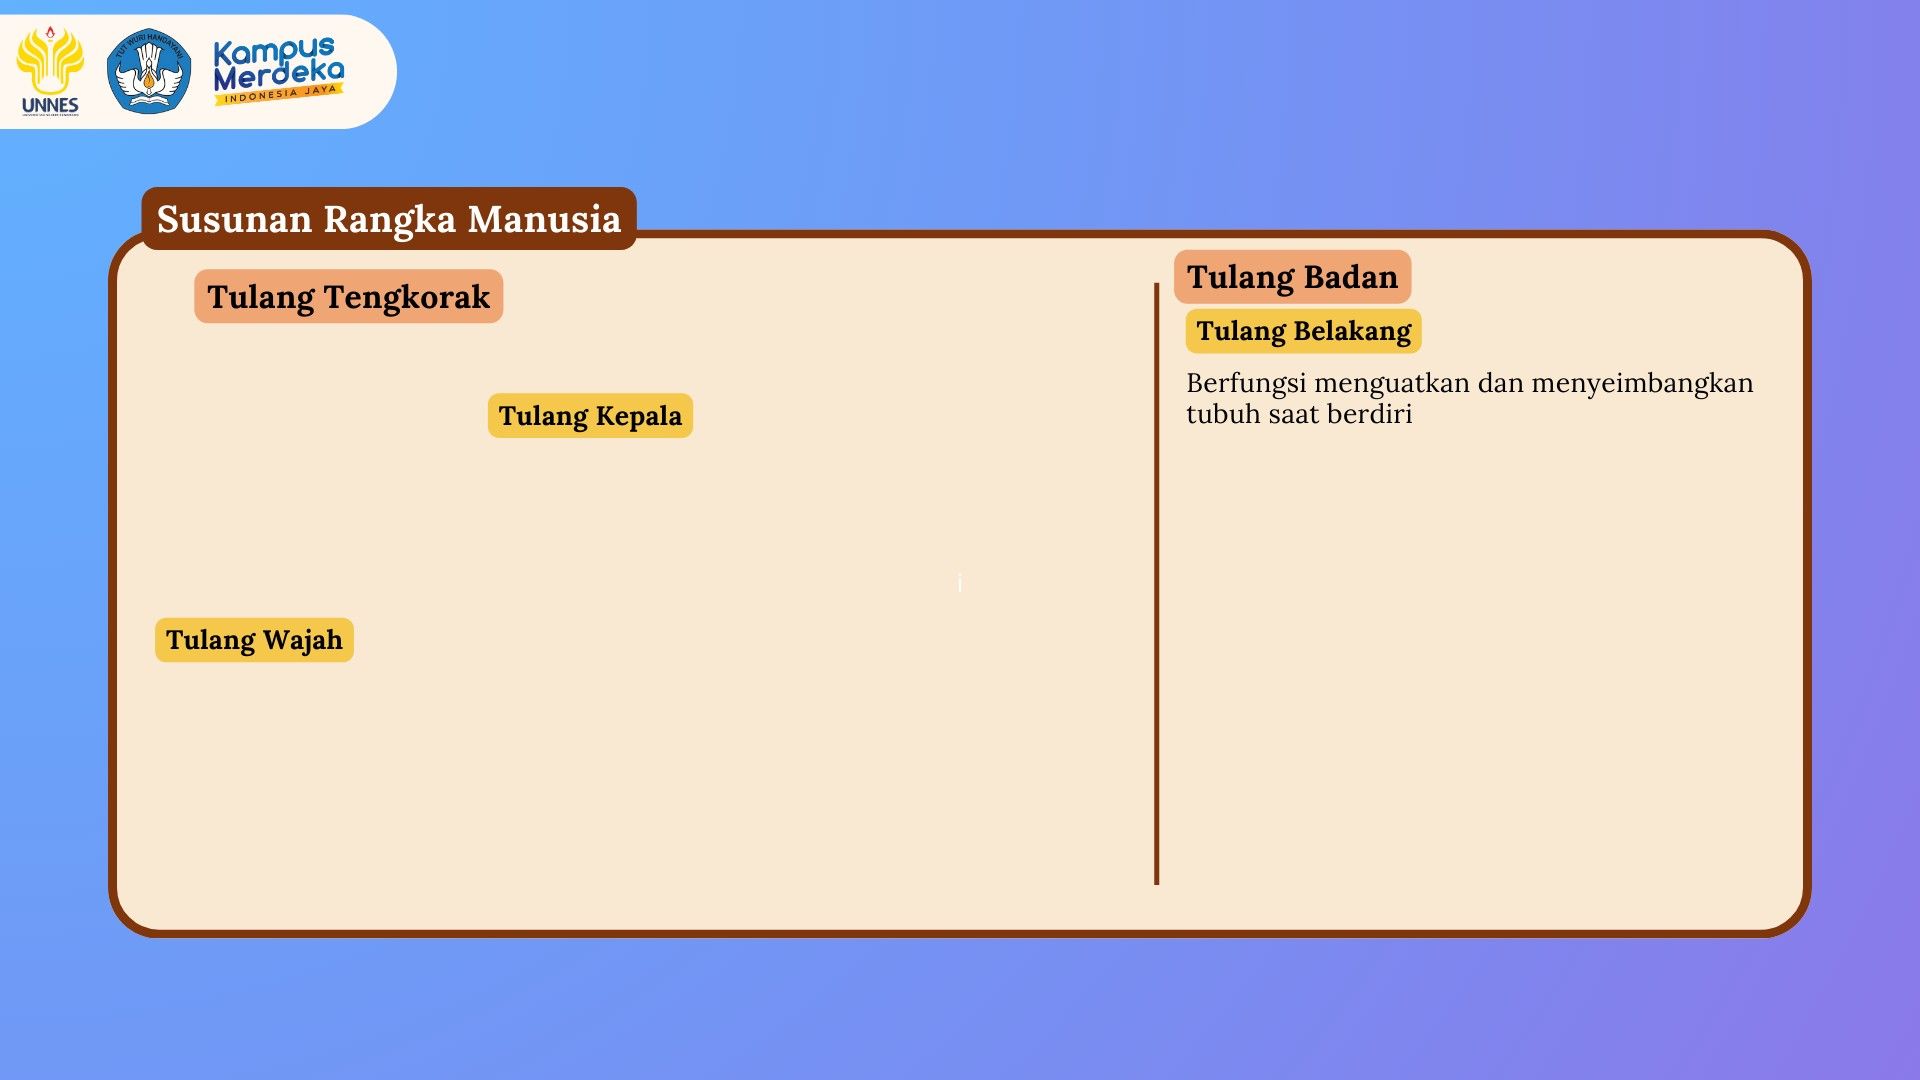 UNNES
TUT WURI HANDAYANI
Kampus
Merdeka
INDONESIA JAYA
Susunan Rangka Manusia
Tulang Tengkorak
Tulang Kepala
i
Tulang Wajah
Tulang Badan
Tulang Belakang
Berfungsi menguatkan dan menyeimbangkan
tubuh saat berdiri